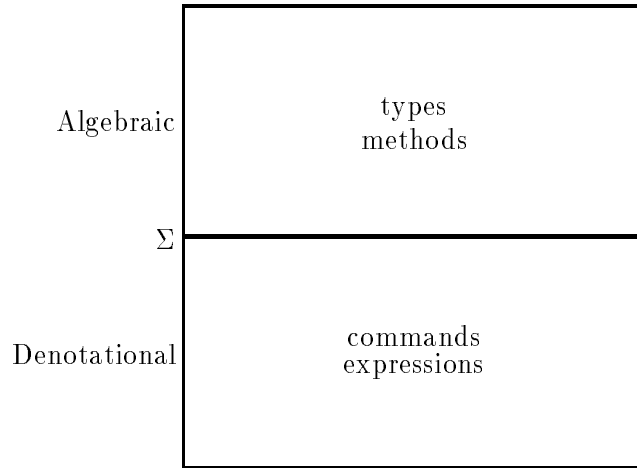 Algebraic
types
methods
Σ
Denotational
commands
expressions